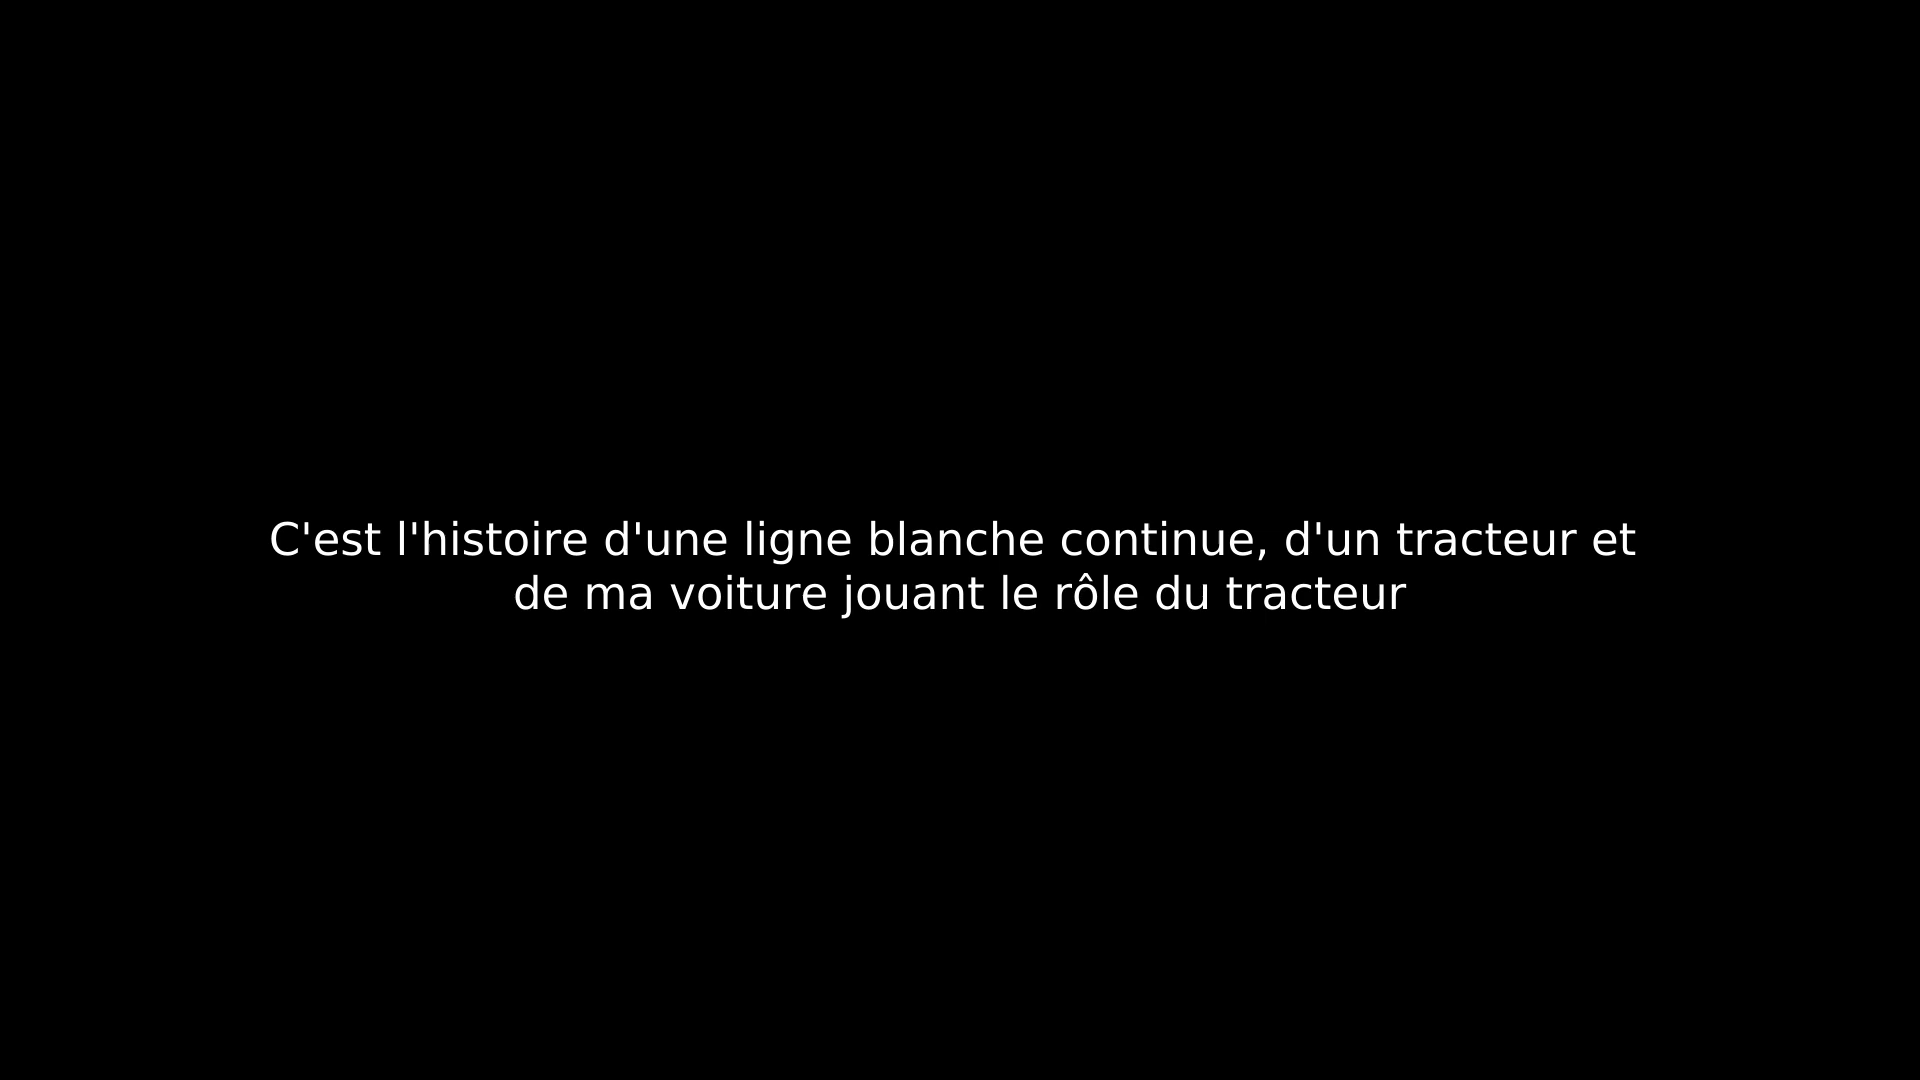 C'est l'histoire d'une ligne blanche continue, d'un tracteur et
de ma voiture jouant le rôle du tracteur